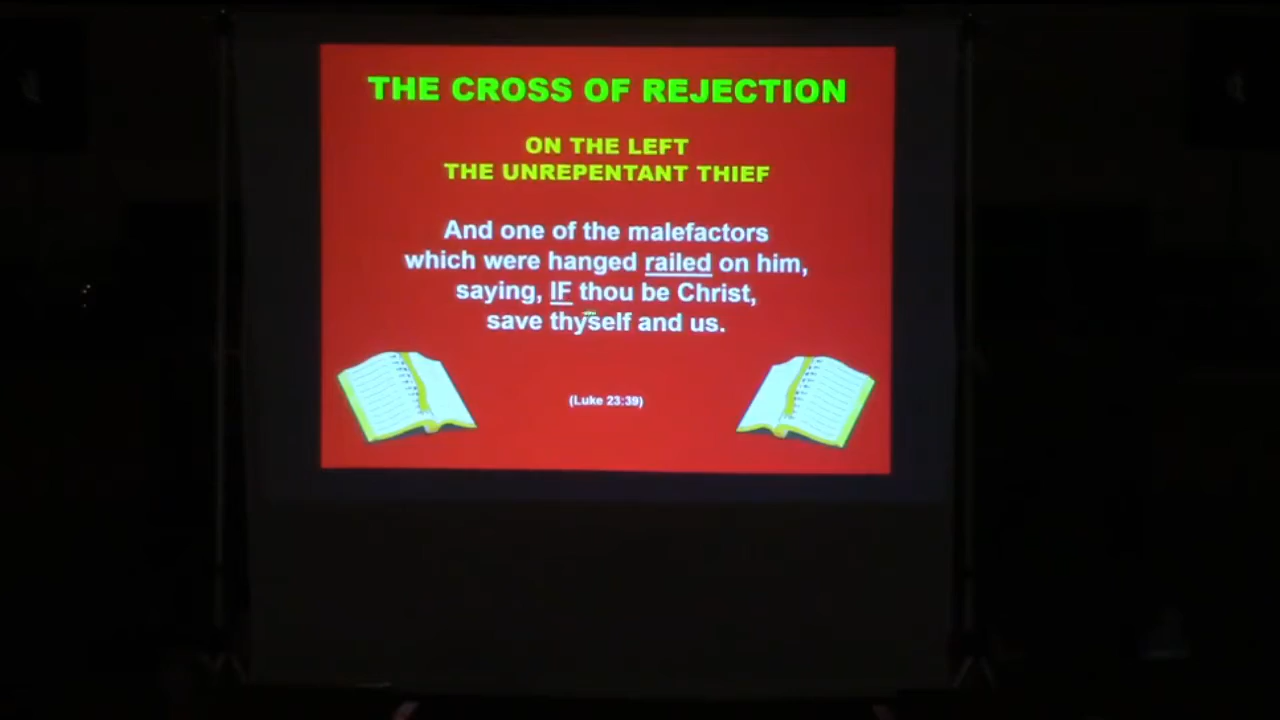 THE CROSS OF REJECTION
ON THE LEFT
THE UNREPENTANT THIEF
And one of the malefactors
which were hanged railed on him,
saying, IF thou be Christ,
save thyself and us.
(Luke 23:39)